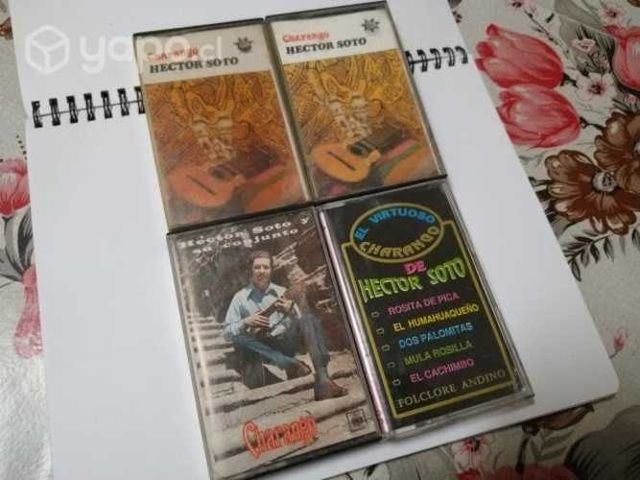 yapo.cl
Charango
HECTOR SOTO
Charango
HECTOR SOTO
Héctor Soto y
su conjunto
Charango
EL VIRTUOSO
CHARANGO
DE
HECTOR SOTO
ROSITA DE PICA
EL HUMAHUAQUEÑO
DOS PALOMITAS
MULA ROSILLA
EL CACHIMBO
FOLCLORE ANDINO